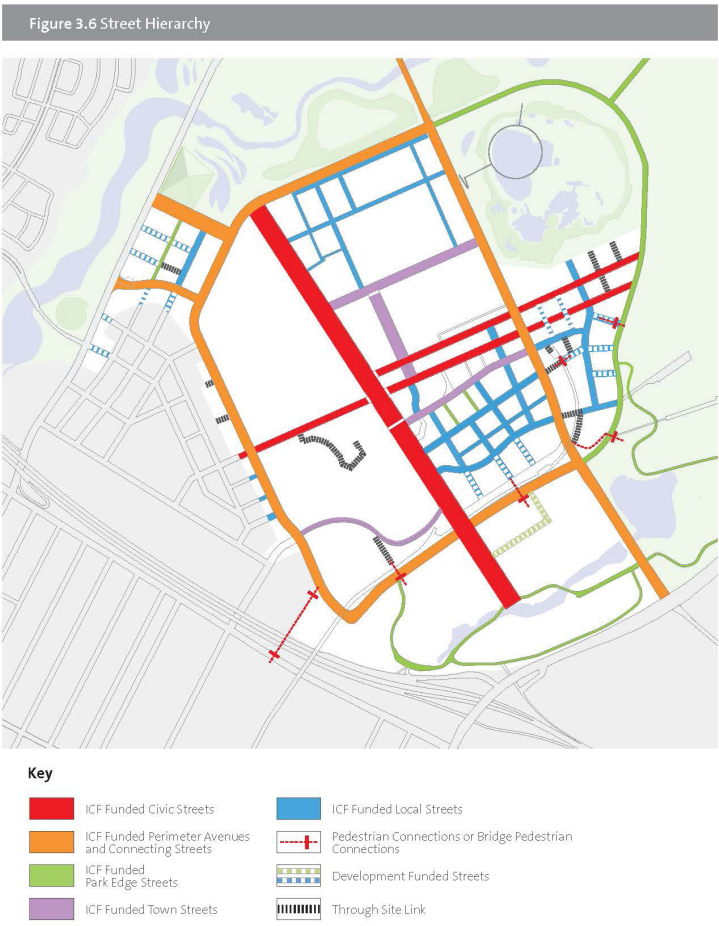 Figure 3.6 Street Hierarchy
Key
ICF Funded Civic Streets
ICF Funded Perimeter Avenues
and Connecting Streets
ICF Funded
Park Edge Streets
ICF Funded Town Streets
ICF Funded Local Streets
Pedestrian Connections or Bridge Pedestrian
Connections
Development Funded Streets
Through Site Link